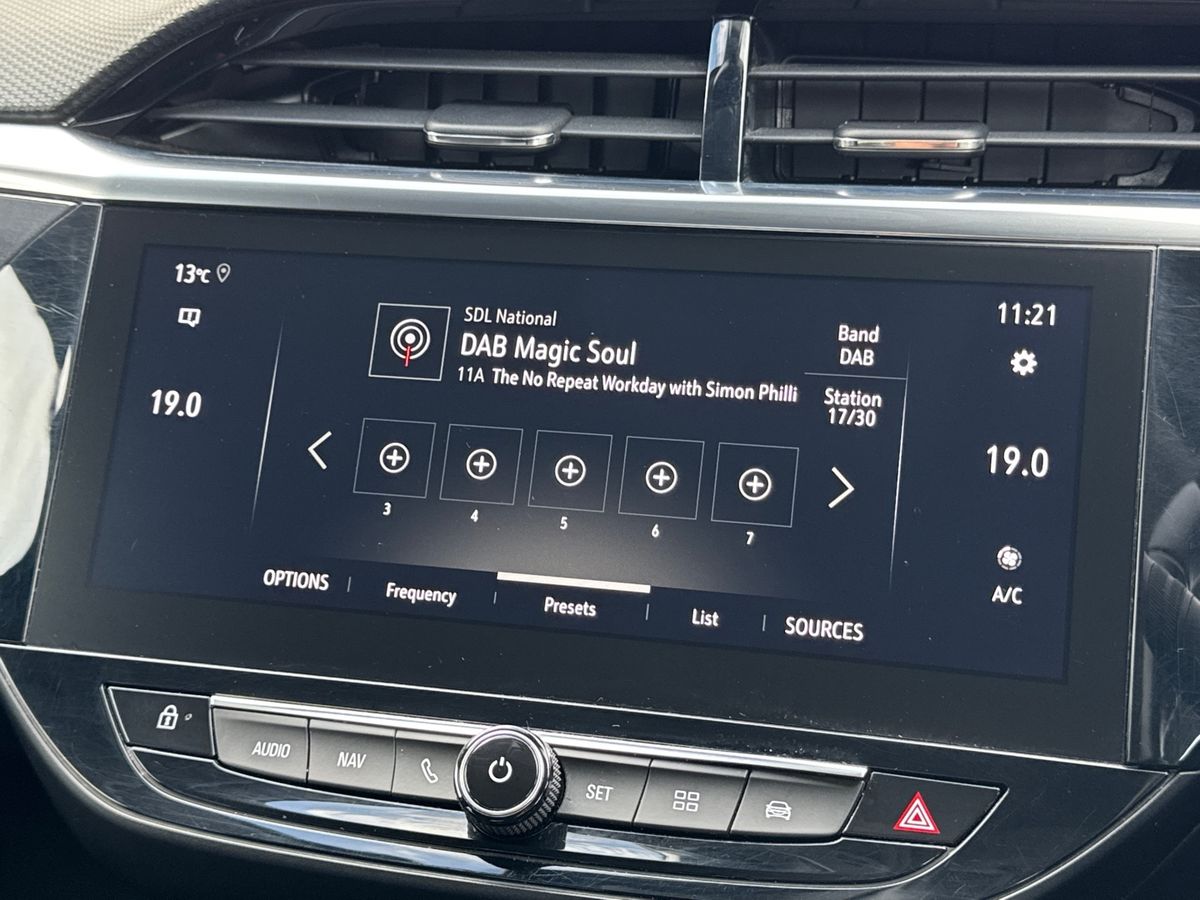 13°C
11:21
SDL National
DAB Magic Soul
11A The No Repeat Workday with Simon Philli
Band
DAB
Station
17/30
19.0
19.0
3
4
5
6
7
A/C
OPTIONS
Frequency
Presets
List
SOURCES
AUDIO
NAV
SET